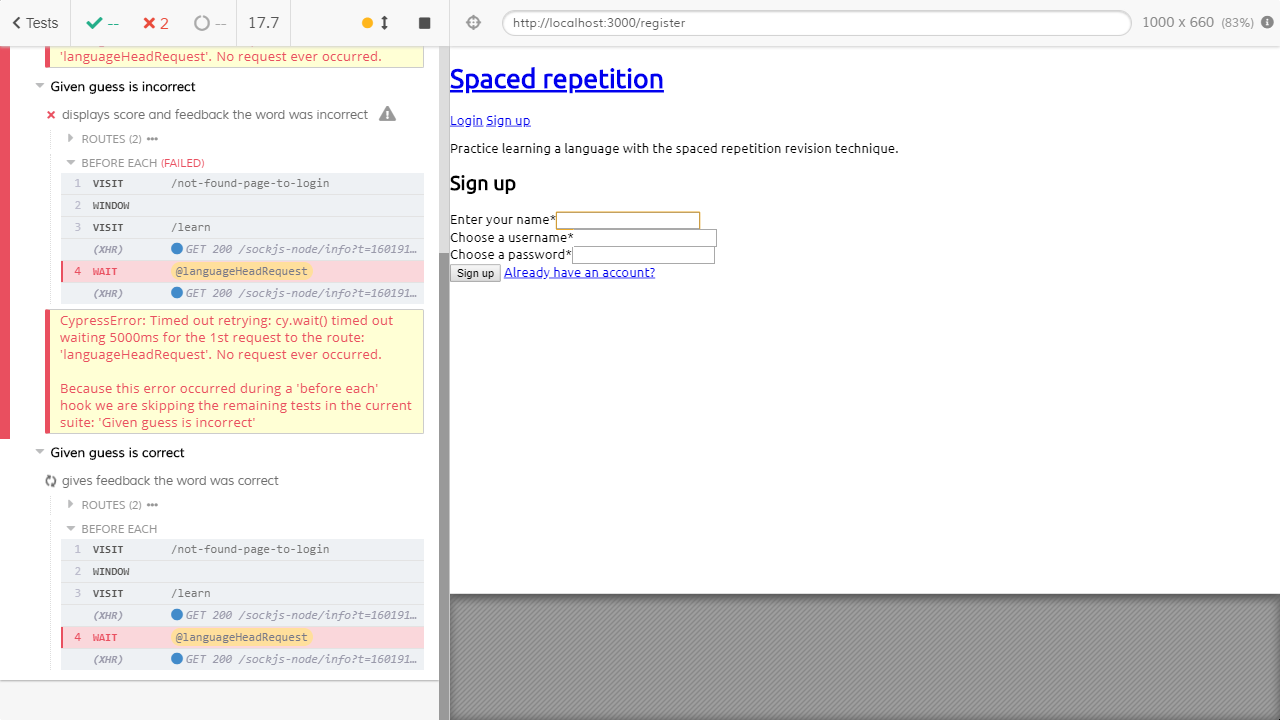 Tests
--
2
--
17.7
http://localhost:3000/register
1000 x 660 (83%)
'languageHeadRequest'. No request ever occurred.
Given guess is incorrect
displays score and feedback the word was incorrect
ROUTES (2)
BEFORE EACH (FAILED)
1 VISIT /not-found-page-to-login
2 WINDOW
3 VISIT /learn
(XHR) GET 200 /sockjs-node/info?t=160191…
4 WAIT @languageHeadRequest
(XHR) GET 200 /sockjs-node/info?t=160191…
CypressError: Timed out retrying: cy.wait() timed out
waiting 5000ms for the 1st request to the route:
'languageHeadRequest'. No request ever occurred.
Because this error occurred during a 'before each'
hook we are skipping the remaining tests in the current
suite: 'Given guess is incorrect'
Given guess is correct
gives feedback the word was correct
ROUTES (2)
BEFORE EACH
1 VISIT /not-found-page-to-login
2 WINDOW
3 VISIT /learn
(XHR) GET 200 /sockjs-node/info?t=160191…
4 WAIT @languageHeadRequest
(XHR) GET 200 /sockjs-node/info?t=160191…
Spaced repetition
Login Sign up
Practice learning a language with the spaced repetition revision technique.
Sign up
Enter your name*
Choose a username*
Choose a password*
Sign up Already have an account?